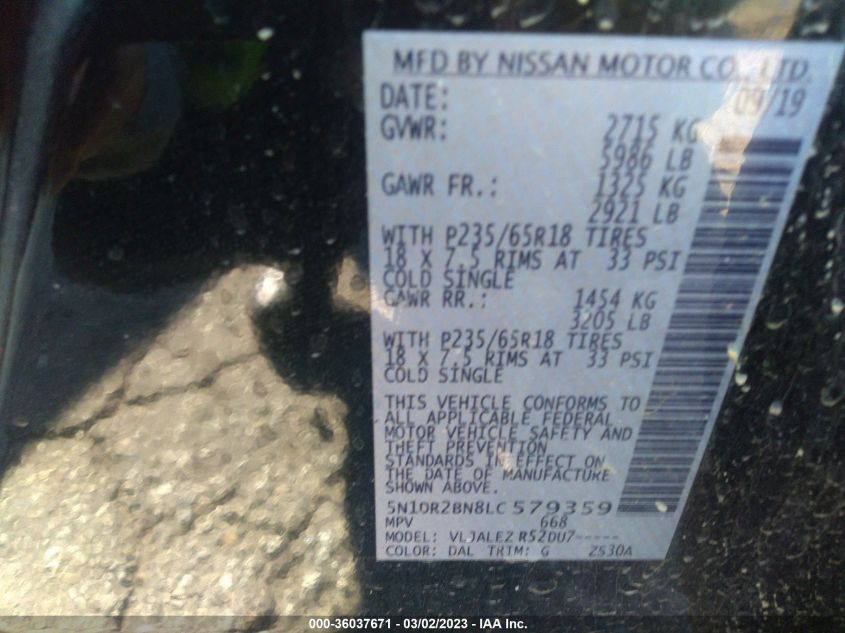 MFD BY NISSAN MOTOR CO., LTD.
DATE: 09/19
GVWR: 2715 KG
5986 LB
GAWR FR.: 1325 KG
2921 LB
WITH P235/65R18 TIRES
18 X 7.5 RIMS AT 33 PSI
COLD SINGLE
GAWR RR.: 1454 KG
3205 LB
WITH P235/65R18 TIRES
18 X 7.5 RIMS AT 33 PSI
COLD SINGLE
THIS VEHICLE CONFORMS TO
ALL APPLICABLE FEDERAL
MOTOR VEHICLE SAFETY AND
THEFT PREVENTION
STANDARDS IN EFFECT ON
THE DATE OF MANUFACTURE
SHOWN ABOVE.
5N1DR2BN8LC579359
MPV 668
MODEL: VLJALEZ R52DU7-----
COLOR: DAL TRIM: G ZS30A
000-36037671 - 03/02/2023 - IAA Inc.